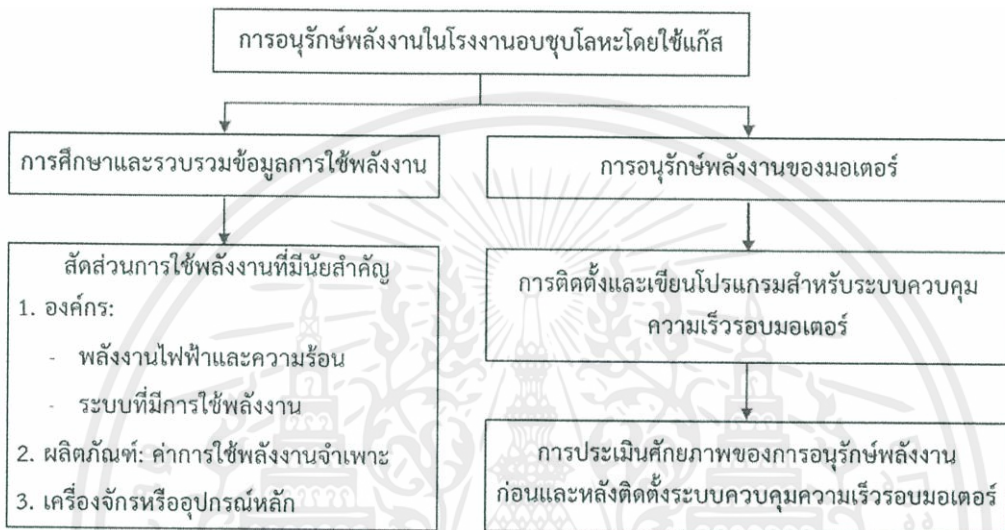 การอนุรักษ์พลังงานในโรงงานอบชุบโลหะโดยใช้แก๊ส
การศึกษาและรวบรวมข้อมูลการใช้พลังงาน
สัดส่วนการใช้พลังงานที่มีนัยสำคัญ
1. องค์กร:
- พลังงานไฟฟ้าและความร้อน
- ระบบที่มีการใช้พลังงาน
2. ผลิตภัณฑ์: ค่าการใช้พลังงานจำเพาะ
3. เครื่องจักรหรืออุปกรณ์หลัก
การอนุรักษ์พลังงานของมอเตอร์
การติดตั้งและเขียนโปรแกรมสำหรับระบบควบคุม
ความเร็วรอบมอเตอร์
การประเมินศักยภาพของการอนุรักษ์พลังงาน
ก่อนและหลังติดตั้งระบบควบคุมความเร็วรอบมอเตอร์